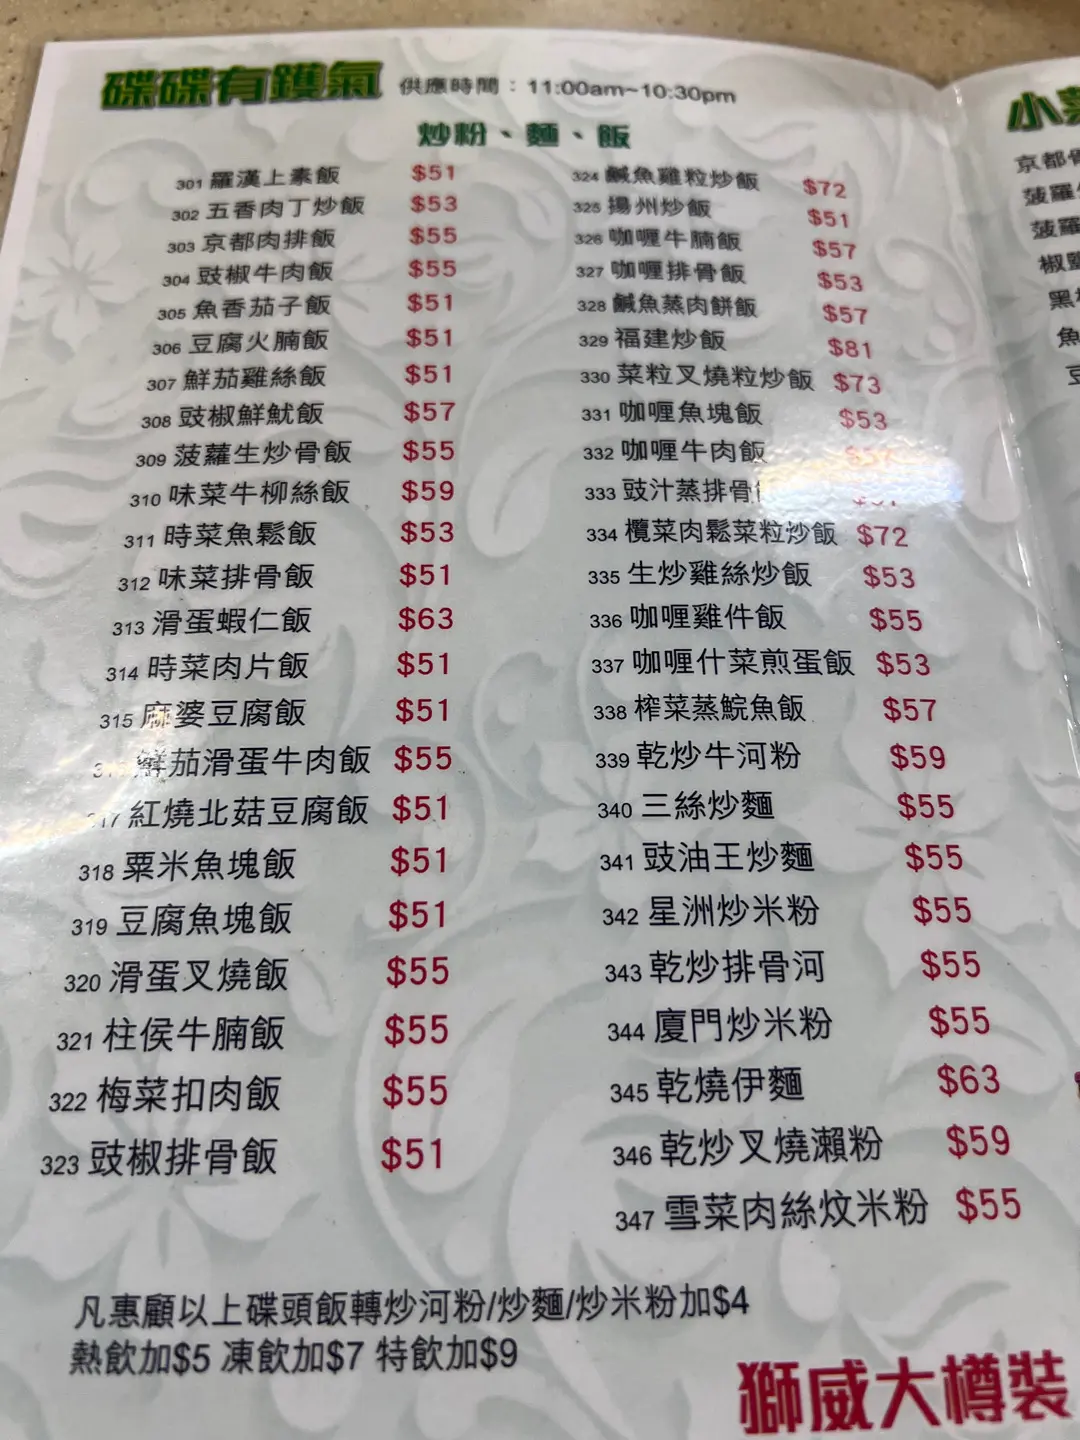 碟碟有鑊氣 供應時間：11:00am~10:30pm
炒粉、麵、飯
301 羅漢上素飯 $51
302 五香肉丁炒飯 $53
303 京都肉排飯 $55
304 豉椒牛肉飯 $55
305 魚香茄子飯 $51
306 豆腐火腩飯 $51
307 鮮茄雞絲飯 $51
308 豉椒鮮魷飯 $57
309 菠蘿生炒骨飯 $55
310 味菜牛柳絲飯 $59
311 時菜魚鬆飯 $53
312 味菜排骨飯 $51
313 滑蛋蝦仁飯 $63
314 時菜肉片飯 $51
315 麻婆豆腐飯 $51
鮮茄滑蛋牛肉飯 $55
17 紅燒北菇豆腐飯 $51
318 粟米魚塊飯 $51
319 豆腐魚塊飯 $51
320 滑蛋叉燒飯 $55
321 柱侯牛腩飯 $55
322 梅菜扣肉飯 $55
323 豉椒排骨飯 $51
324 鹹魚雞粒炒飯 $72
325 揚州炒飯 $51
326 咖喱牛腩飯 $57
327 咖喱排骨飯 $53
328 鹹魚蒸肉餅飯 $57
329 福建炒飯 $81
330 菜粒叉燒粒炒飯 $73
331 咖喱魚塊飯 $53
332 咖喱牛肉飯
333 豉汁蒸排骨
334 欖菜肉鬆菜粒炒飯 $72
335 生炒雞絲炒飯 $53
336 咖喱雞件飯 $55
337 咖喱什菜煎蛋飯 $53
338 榨菜蒸鯇魚飯 $57
339 乾炒牛河粉 $59
340 三絲炒麵 $55
341 豉油王炒麵 $55
342 星洲炒米粉 $55
343 乾炒排骨河 $55
344 廈門炒米粉 $55
345 乾燒伊麵 $63
346 乾炒叉燒瀨粉 $59
347 雪菜肉絲炆米粉 $55
凡惠顧以上碟頭飯轉炒河粉/炒麵/炒米粉加$4
熱飲加$5 凍飲加$7 特飲加$9
獅威大樽裝
小
京都
菠蘿
菠蘿
椒鹽
黑
魚
豆